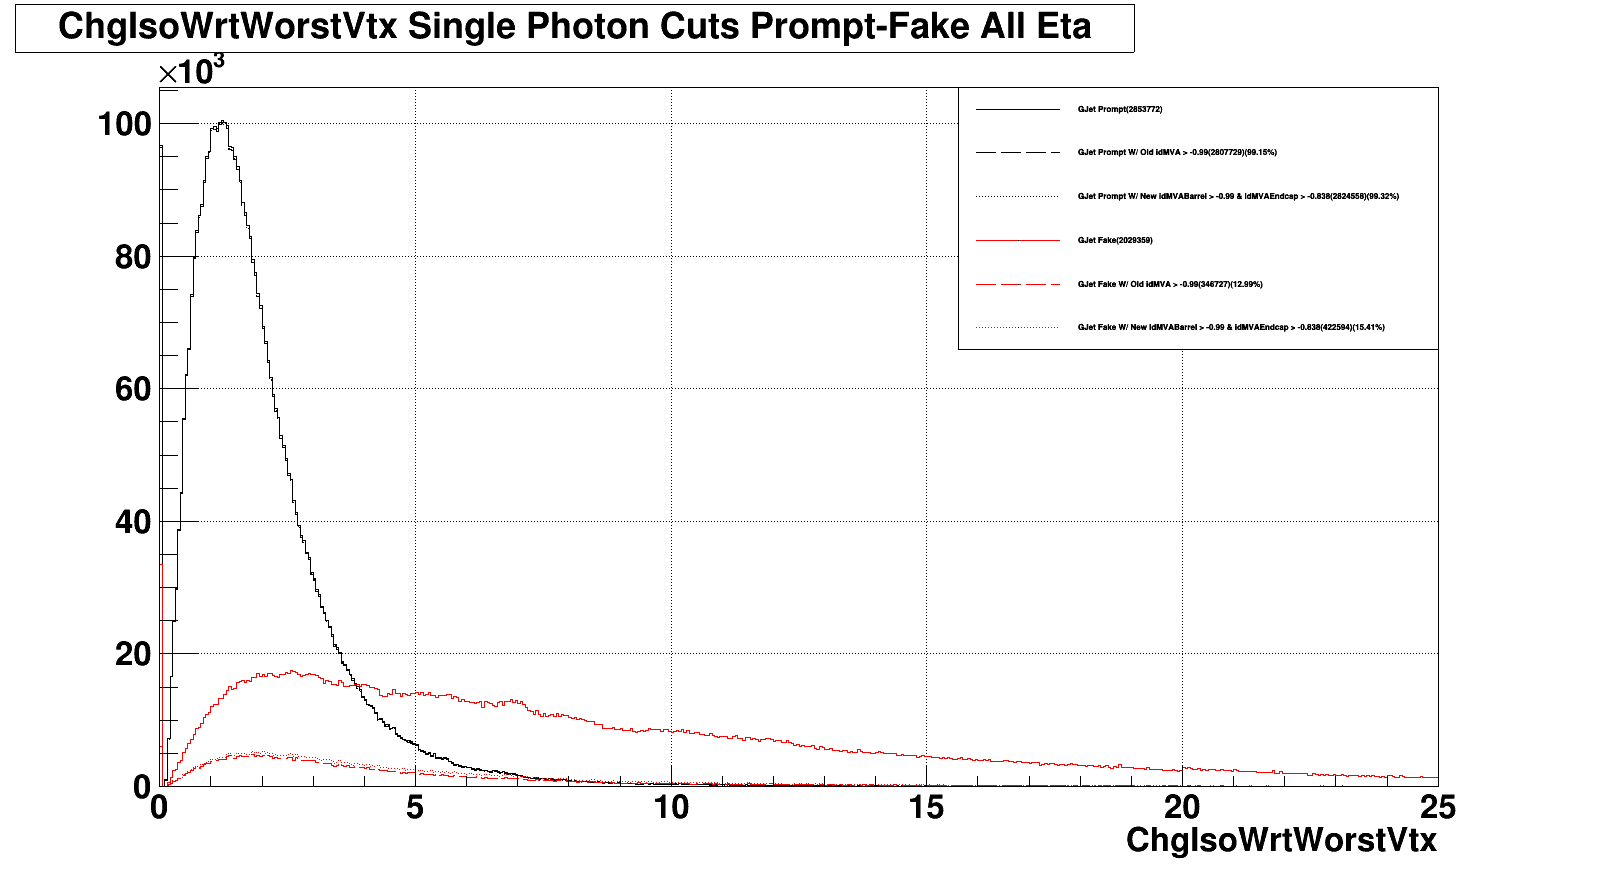 ChgIsoWrtWorstVtx Single Photon Cuts Prompt-Fake All Eta
×10³
100
80
60
40
20
0
GJet Prompt(2853772)
GJet Prompt W/ Old idMVA > -0.99(2807729)(99.15%)
GJet Prompt W/ New idMVABarrel > -0.99 & idMVAEndcap > -0.838(2824558)(99.32%)
GJet Fake(2029359)
GJet Fake W/ Old idMVA > -0.99(346727)(12.99%)
GJet Fake W/ New idMVABarrel > -0.99 & idMVAEndcap > -0.838(422594)(15.41%)
0 5 10 15 20 25
ChgIsoWrtWorstVtx